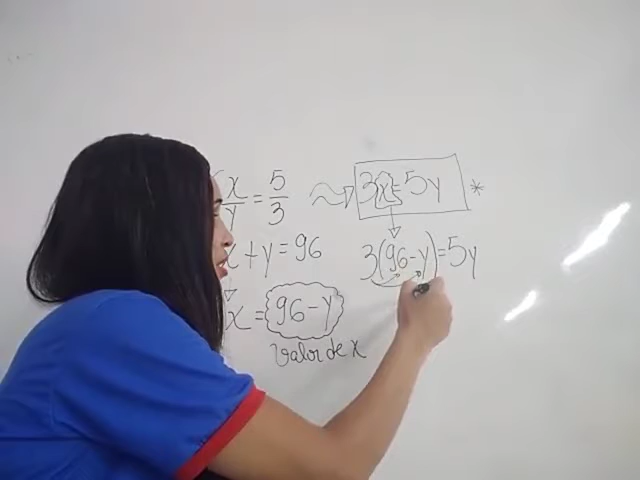 x/y = 5/3
3x=5y *
x+y=96
3(96-y)=5y
x = 96-y
Valor de x